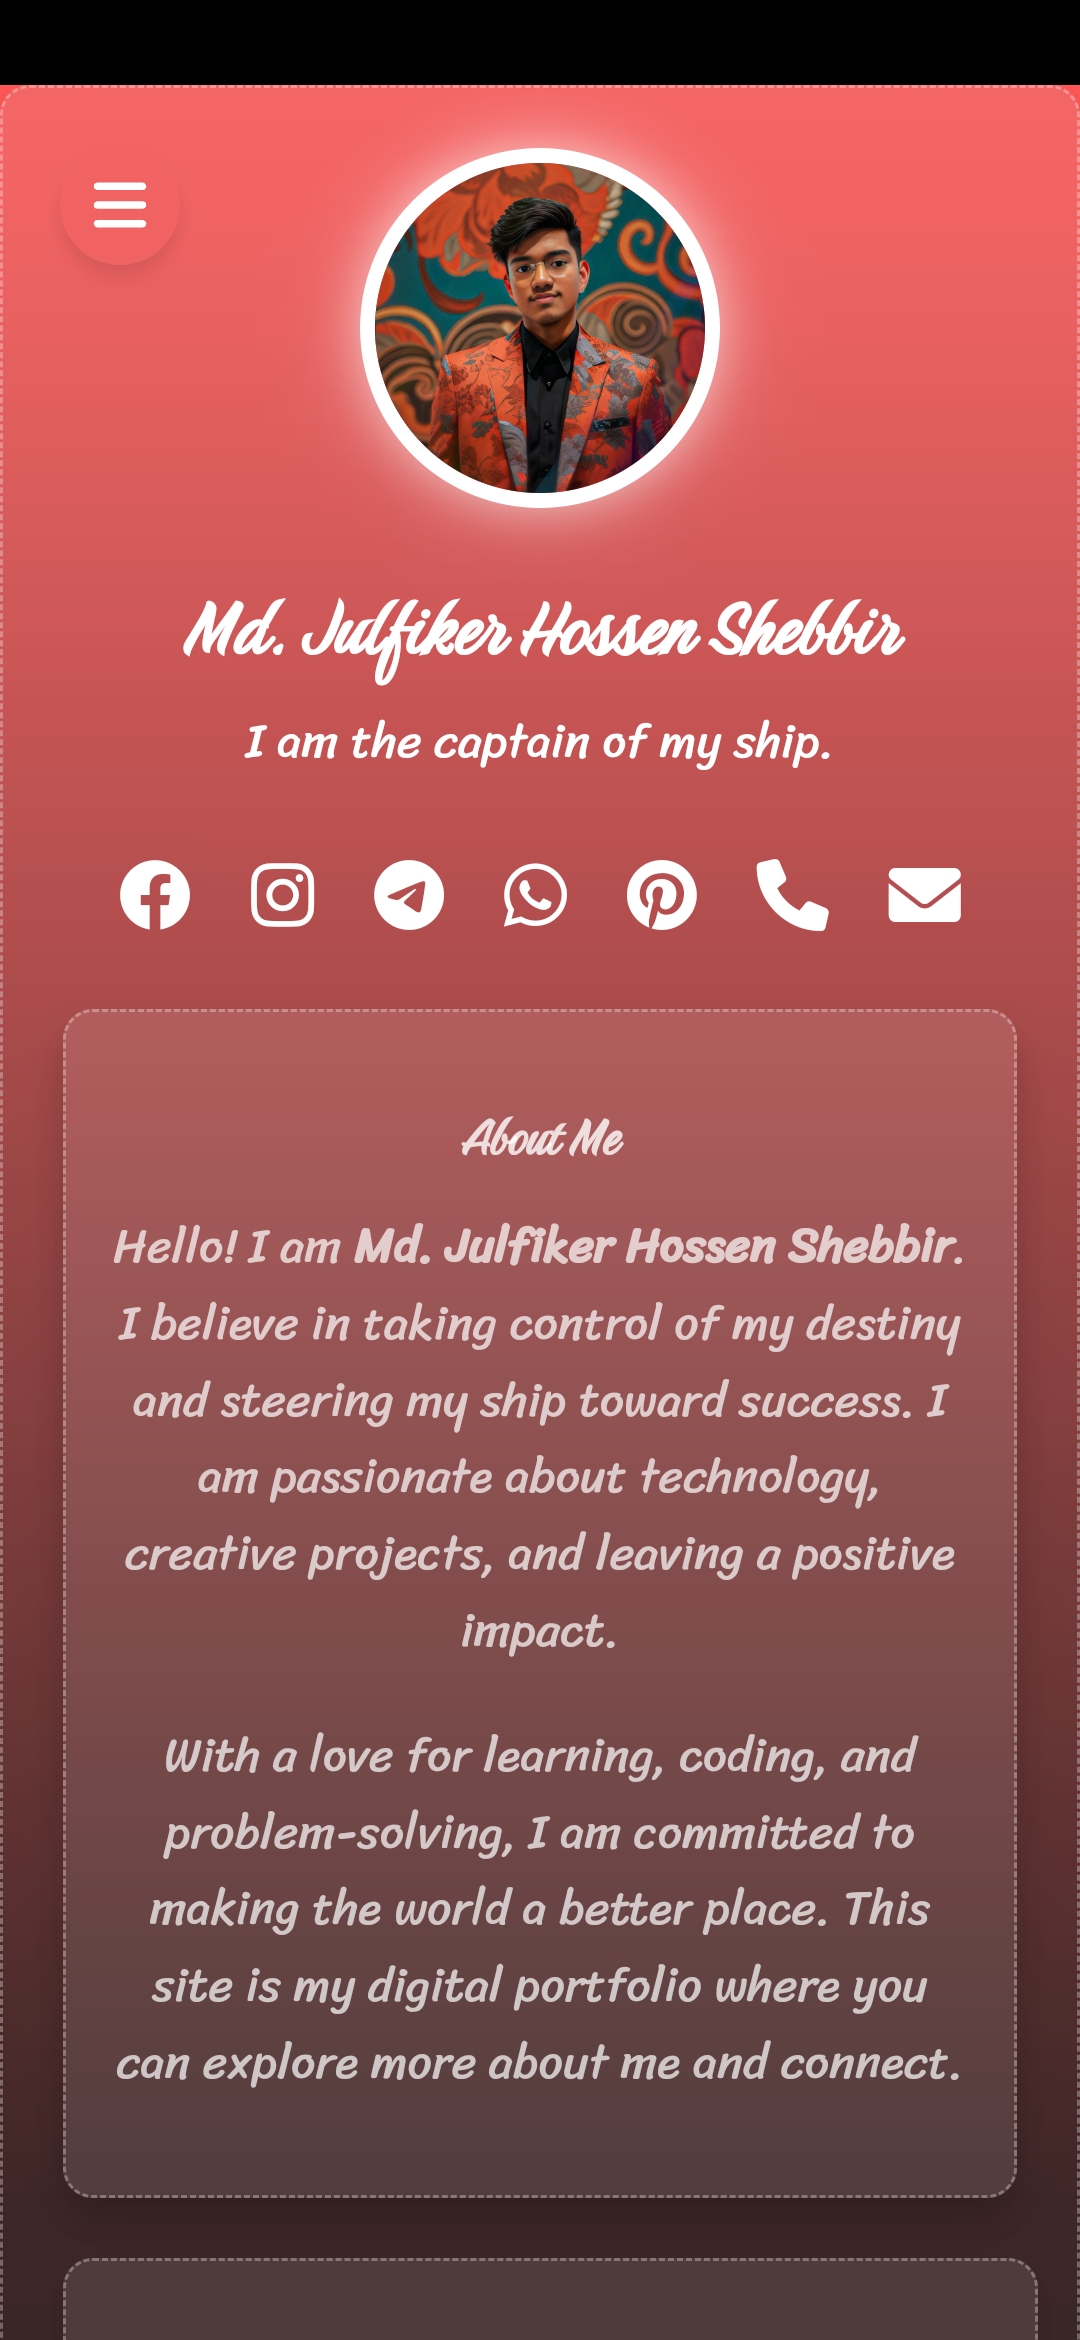 Md. Julfiker Hossen Shebbir
I am the captain of my ship.
About Me
Hello! I am Md. Julfiker Hossen Shebbir.
I believe in taking control of my destiny
and steering my ship toward success. I
am passionate about technology,
creative projects, and leaving a positive
impact.
With a love for learning, coding, and
problem-solving, I am committed to
making the world a better place. This
site is my digital portfolio where you
can explore more about me and connect.